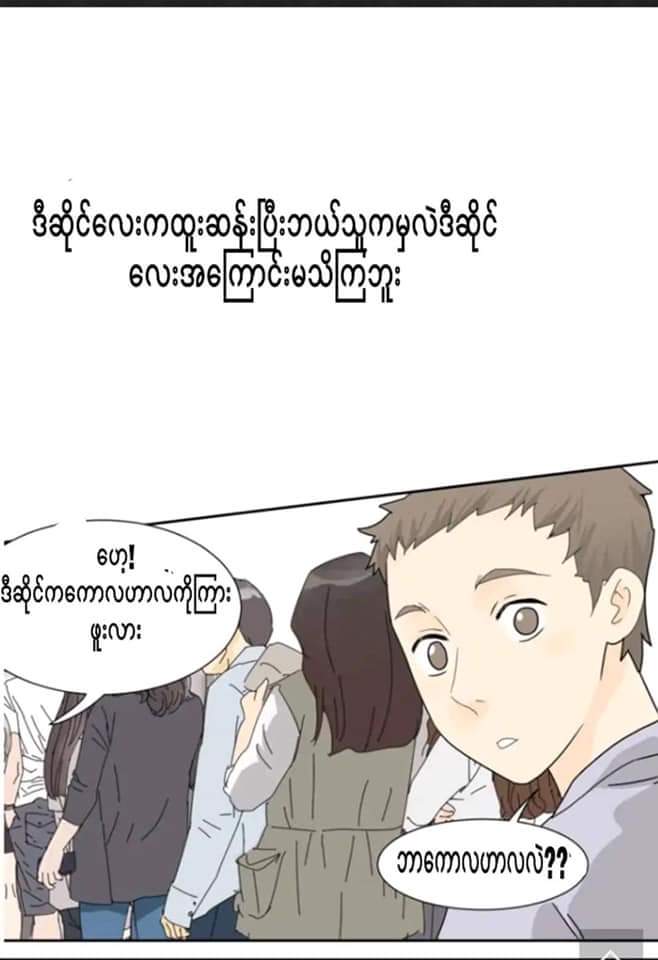 ဒီဆိုင်လေးကထူးဆန်းပြီးဘယ်သူကမှလဲဒီဆိုင်
လေးအကြောင်းမသိကြဘူး
ဟေ့!
ဒီဆိုင်ကကောလဟာလကိုကြား
ဖူးလား
ဘာကောလဟာလလဲ??